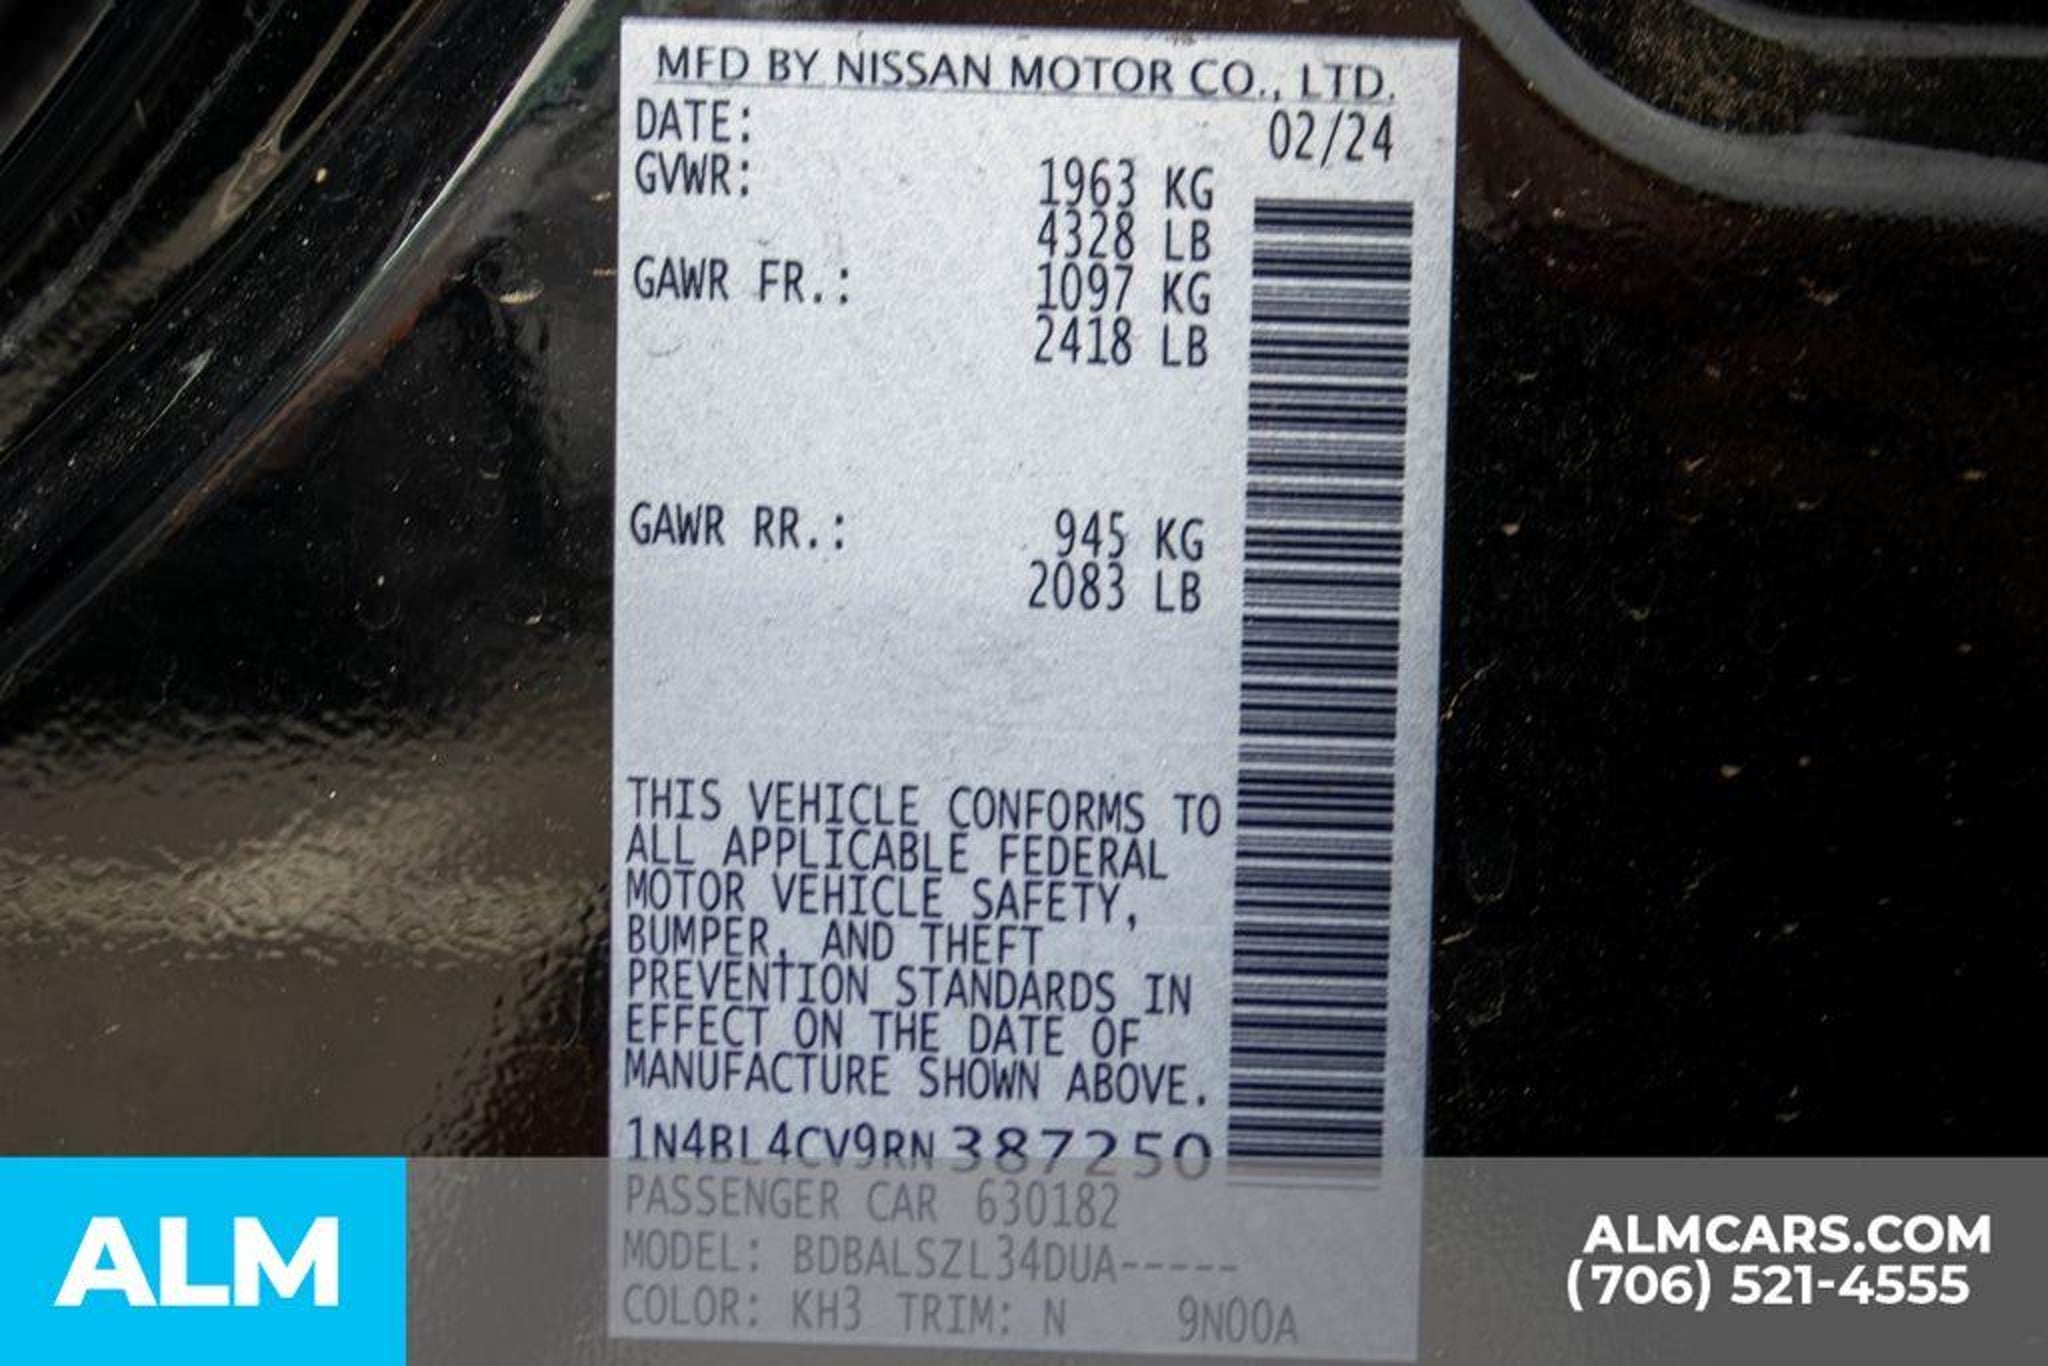 MFD BY NISSAN MOTOR CO., LTD.
DATE: 02/24
GVWR: 1963 KG
4328 LB
GAWR FR.: 1097 KG
2418 LB
GAWR RR.: 945 KG
2083 LB
THIS VEHICLE CONFORMS TO
ALL APPLICABLE FEDERAL
MOTOR VEHICLE SAFETY,
BUMPER, AND THEFT
PREVENTION STANDARDS IN
EFFECT ON THE DATE OF
MANUFACTURE SHOWN ABOVE.
1N4BL4CV9RN387250
PASSENGER CAR 630182
MODEL: BDBALSZL34DUA-----
COLOR: KH3 TRIM: N 9N00A
ALM
ALMCARS.COM
(706) 521-4555